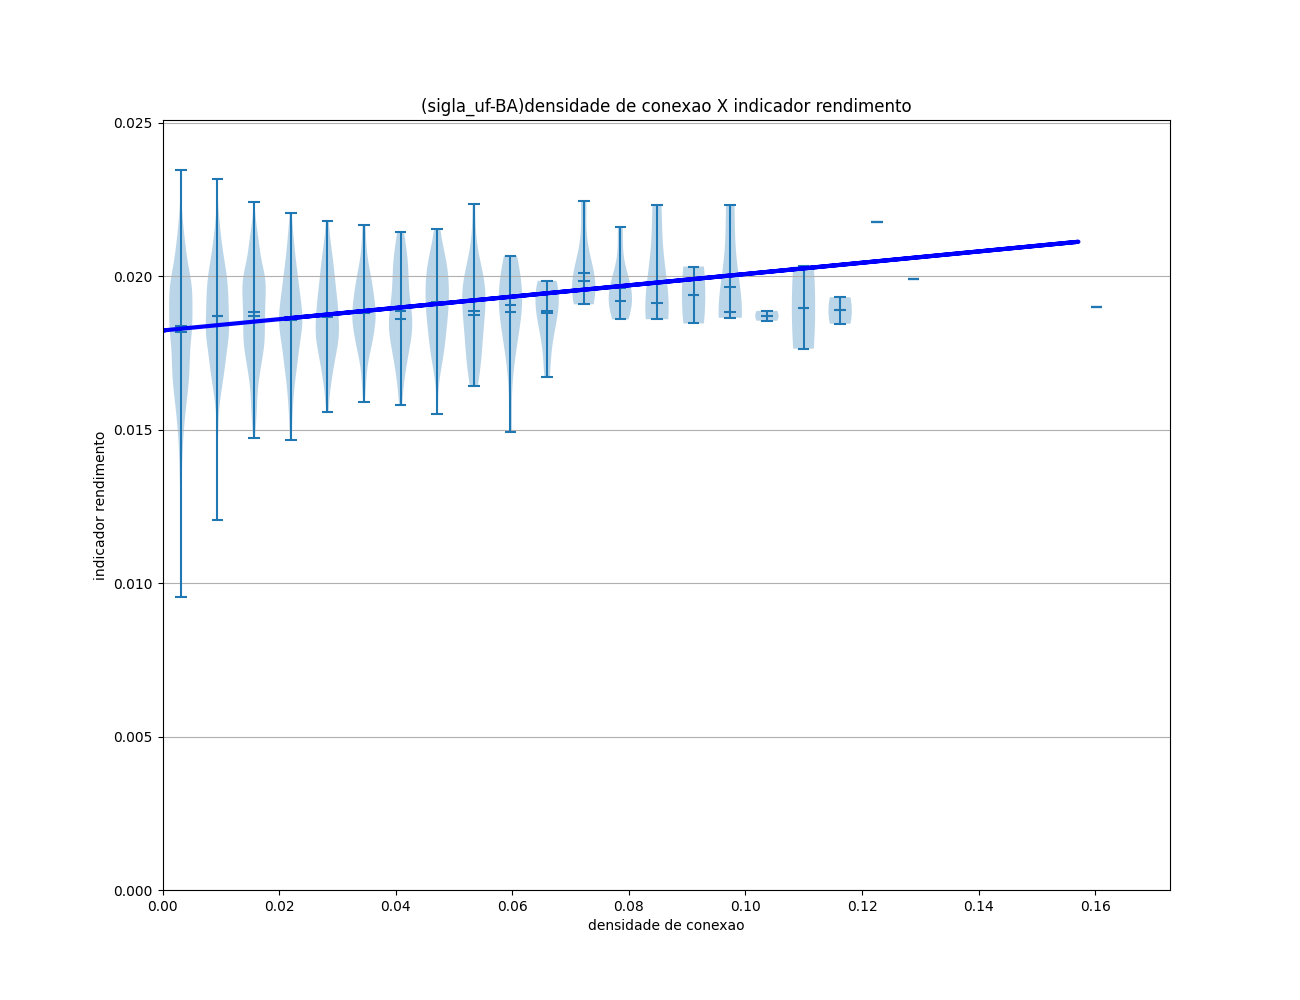 (sigla_uf-BA)densidade de conexao X indicador rendimento
0.025
0.020
0.015
0.010
0.005
0.000
indicador rendimento
0.00 0.02 0.04 0.06 0.08 0.10 0.12 0.14 0.16
densidade de conexao